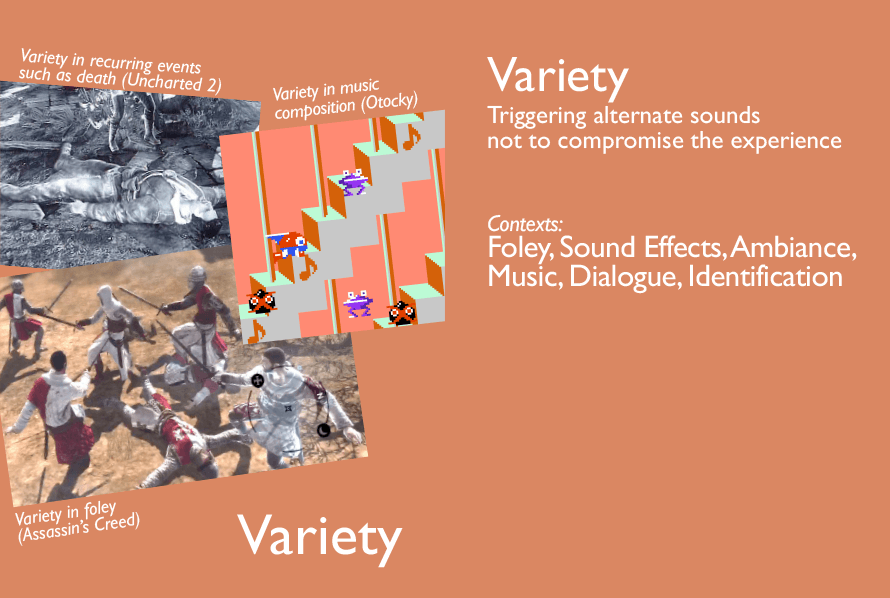 Variety in recurring events
such as death (Uncharted 2)
Variety in music
composition (Otocky)
Variety in foley
(Assassin's Creed)
Variety
Variety
Triggering alternate sounds
not to compromise the experience
Contexts:
Foley, Sound Effects, Ambiance,
Music, Dialogue, Identification